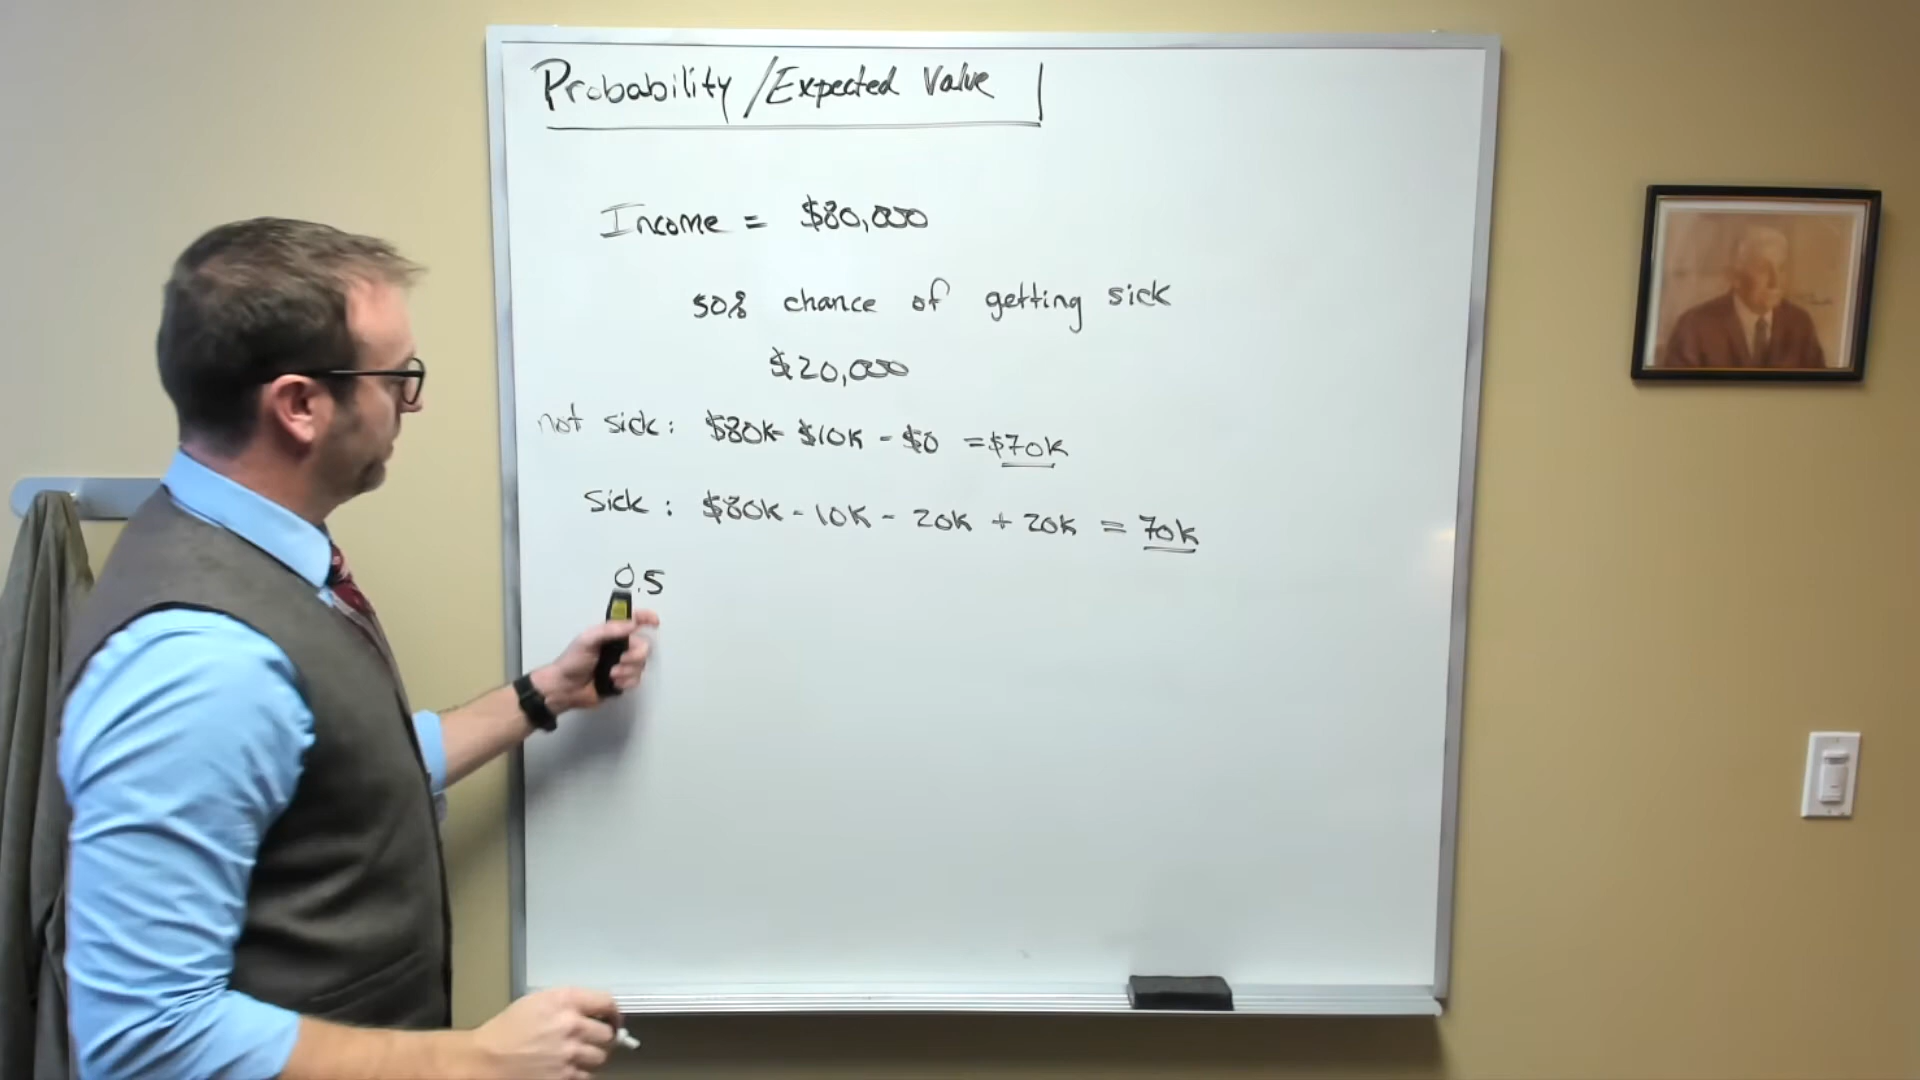 Probability / Expected Value
Income = $80,000
50% chance of getting sick
$20,000
not sick: $80K - $10K - $0 = $70K
Sick: $80K - 10K - 20K + 20K = 70K
0.5